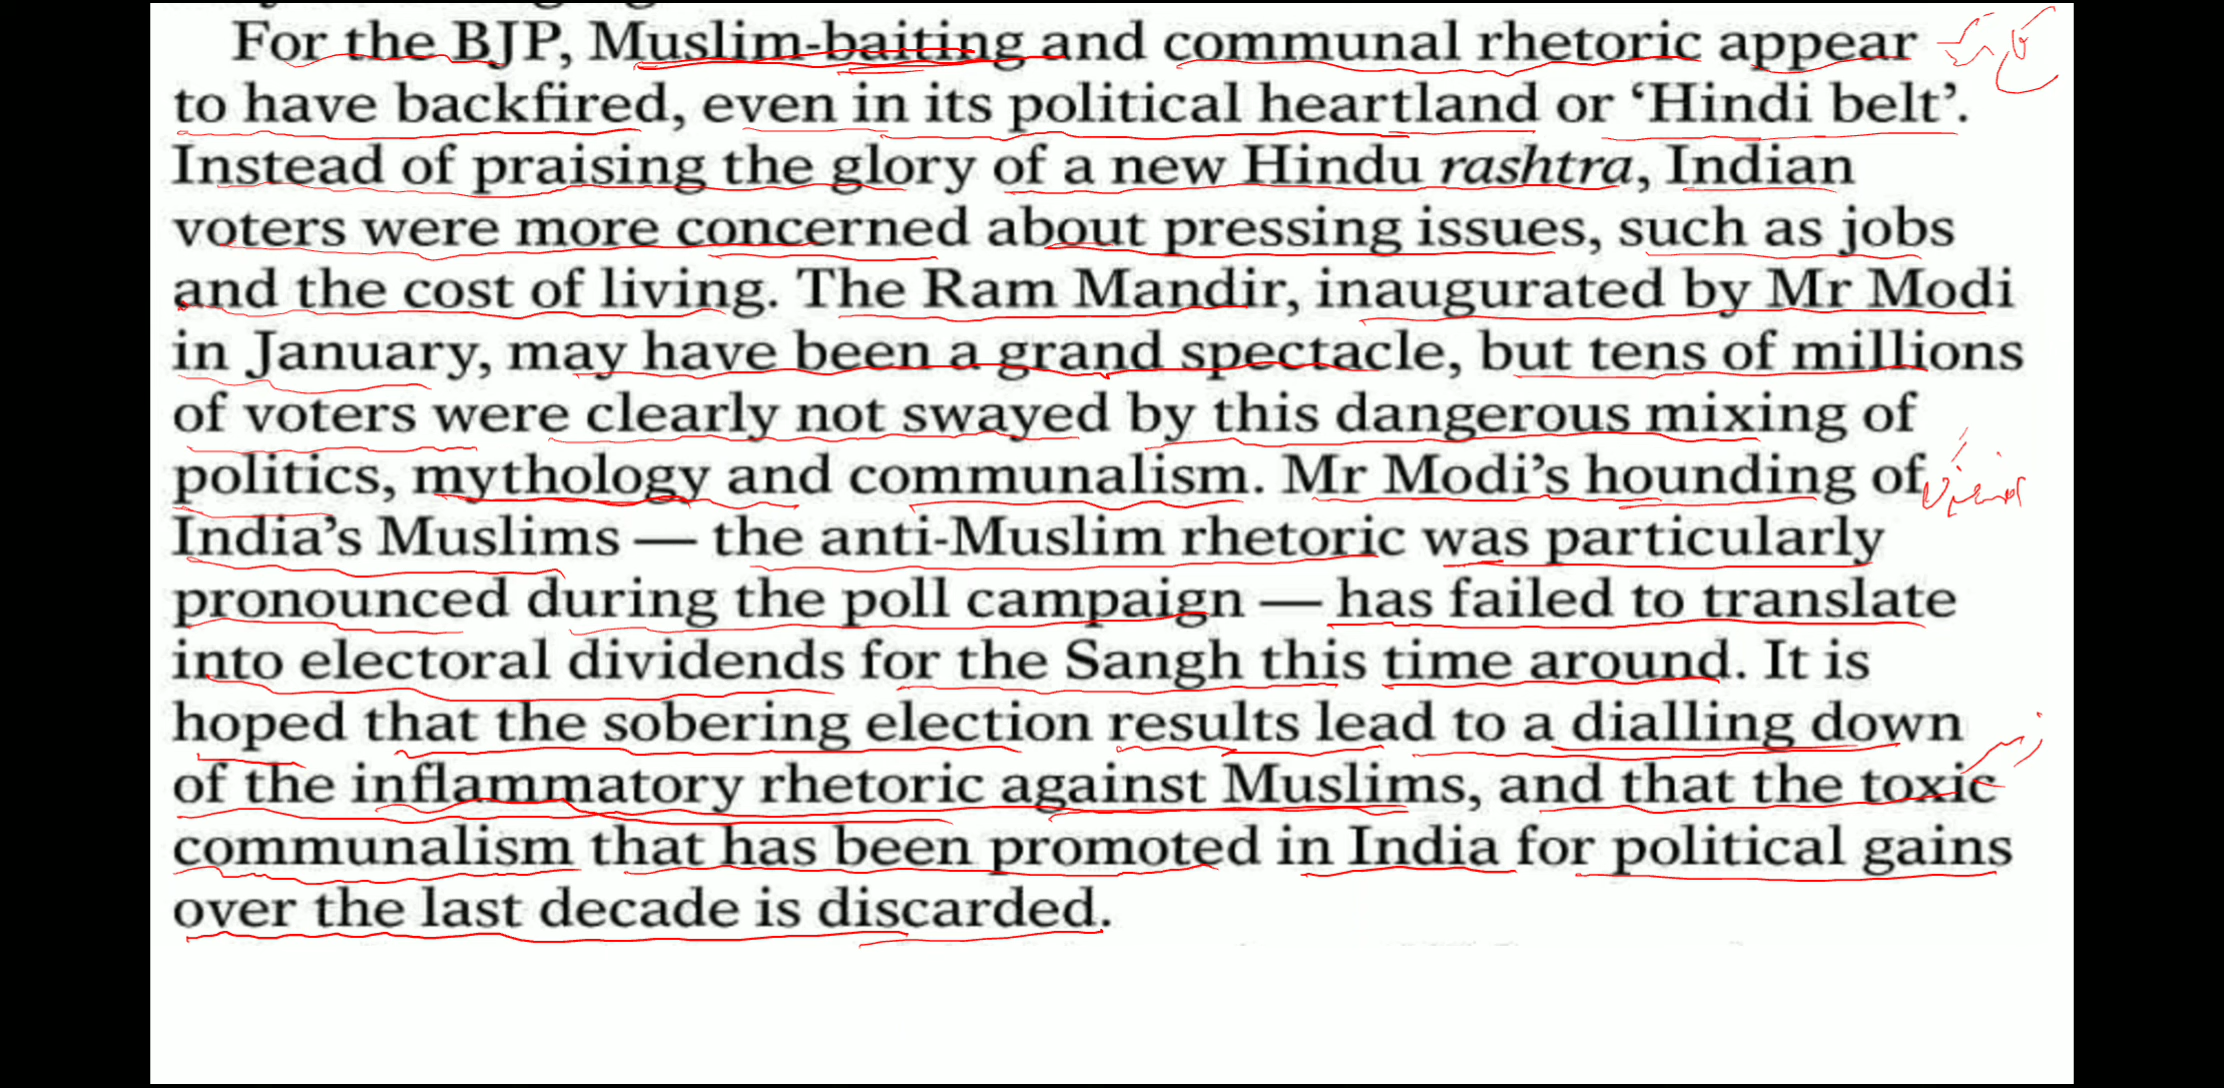 For the BJP, Muslim-baiting and communal rhetoric appear
to have backfired, even in its political heartland or ‘Hindi belt’.
Instead of praising the glory of a new Hindu rashtra, Indian
voters were more concerned about pressing issues, such as jobs
and the cost of living. The Ram Mandir, inaugurated by Mr Modi
in January, may have been a grand spectacle, but tens of millions
of voters were clearly not swayed by this dangerous mixing of
politics, mythology and communalism. Mr Modi’s hounding of
India’s Muslims — the anti-Muslim rhetoric was particularly
pronounced during the poll campaign — has failed to translate
into electoral dividends for the Sangh this time around. It is
hoped that the sobering election results lead to a dialling down
of the inflammatory rhetoric against Muslims, and that the toxic
communalism that has been promoted in India for political gains
over the last decade is discarded.